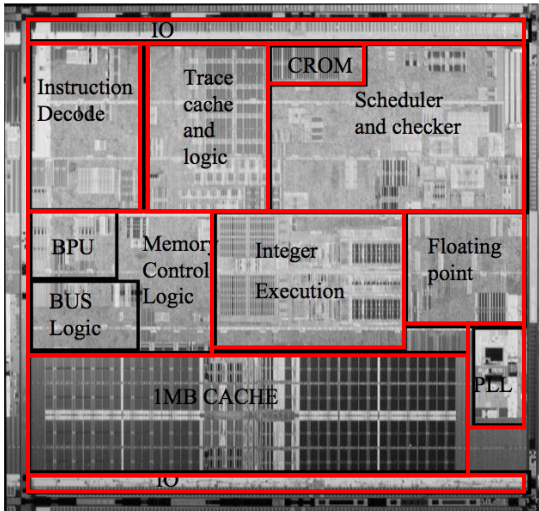 IO
Instruction
Decode
Trace
cache
and
logic
CROM
Scheduler
and checker
BPU
Memory
Control
Logic
BUS
Logic
Integer
Execution
Floating
point
1MB CACHE
PLL
IO